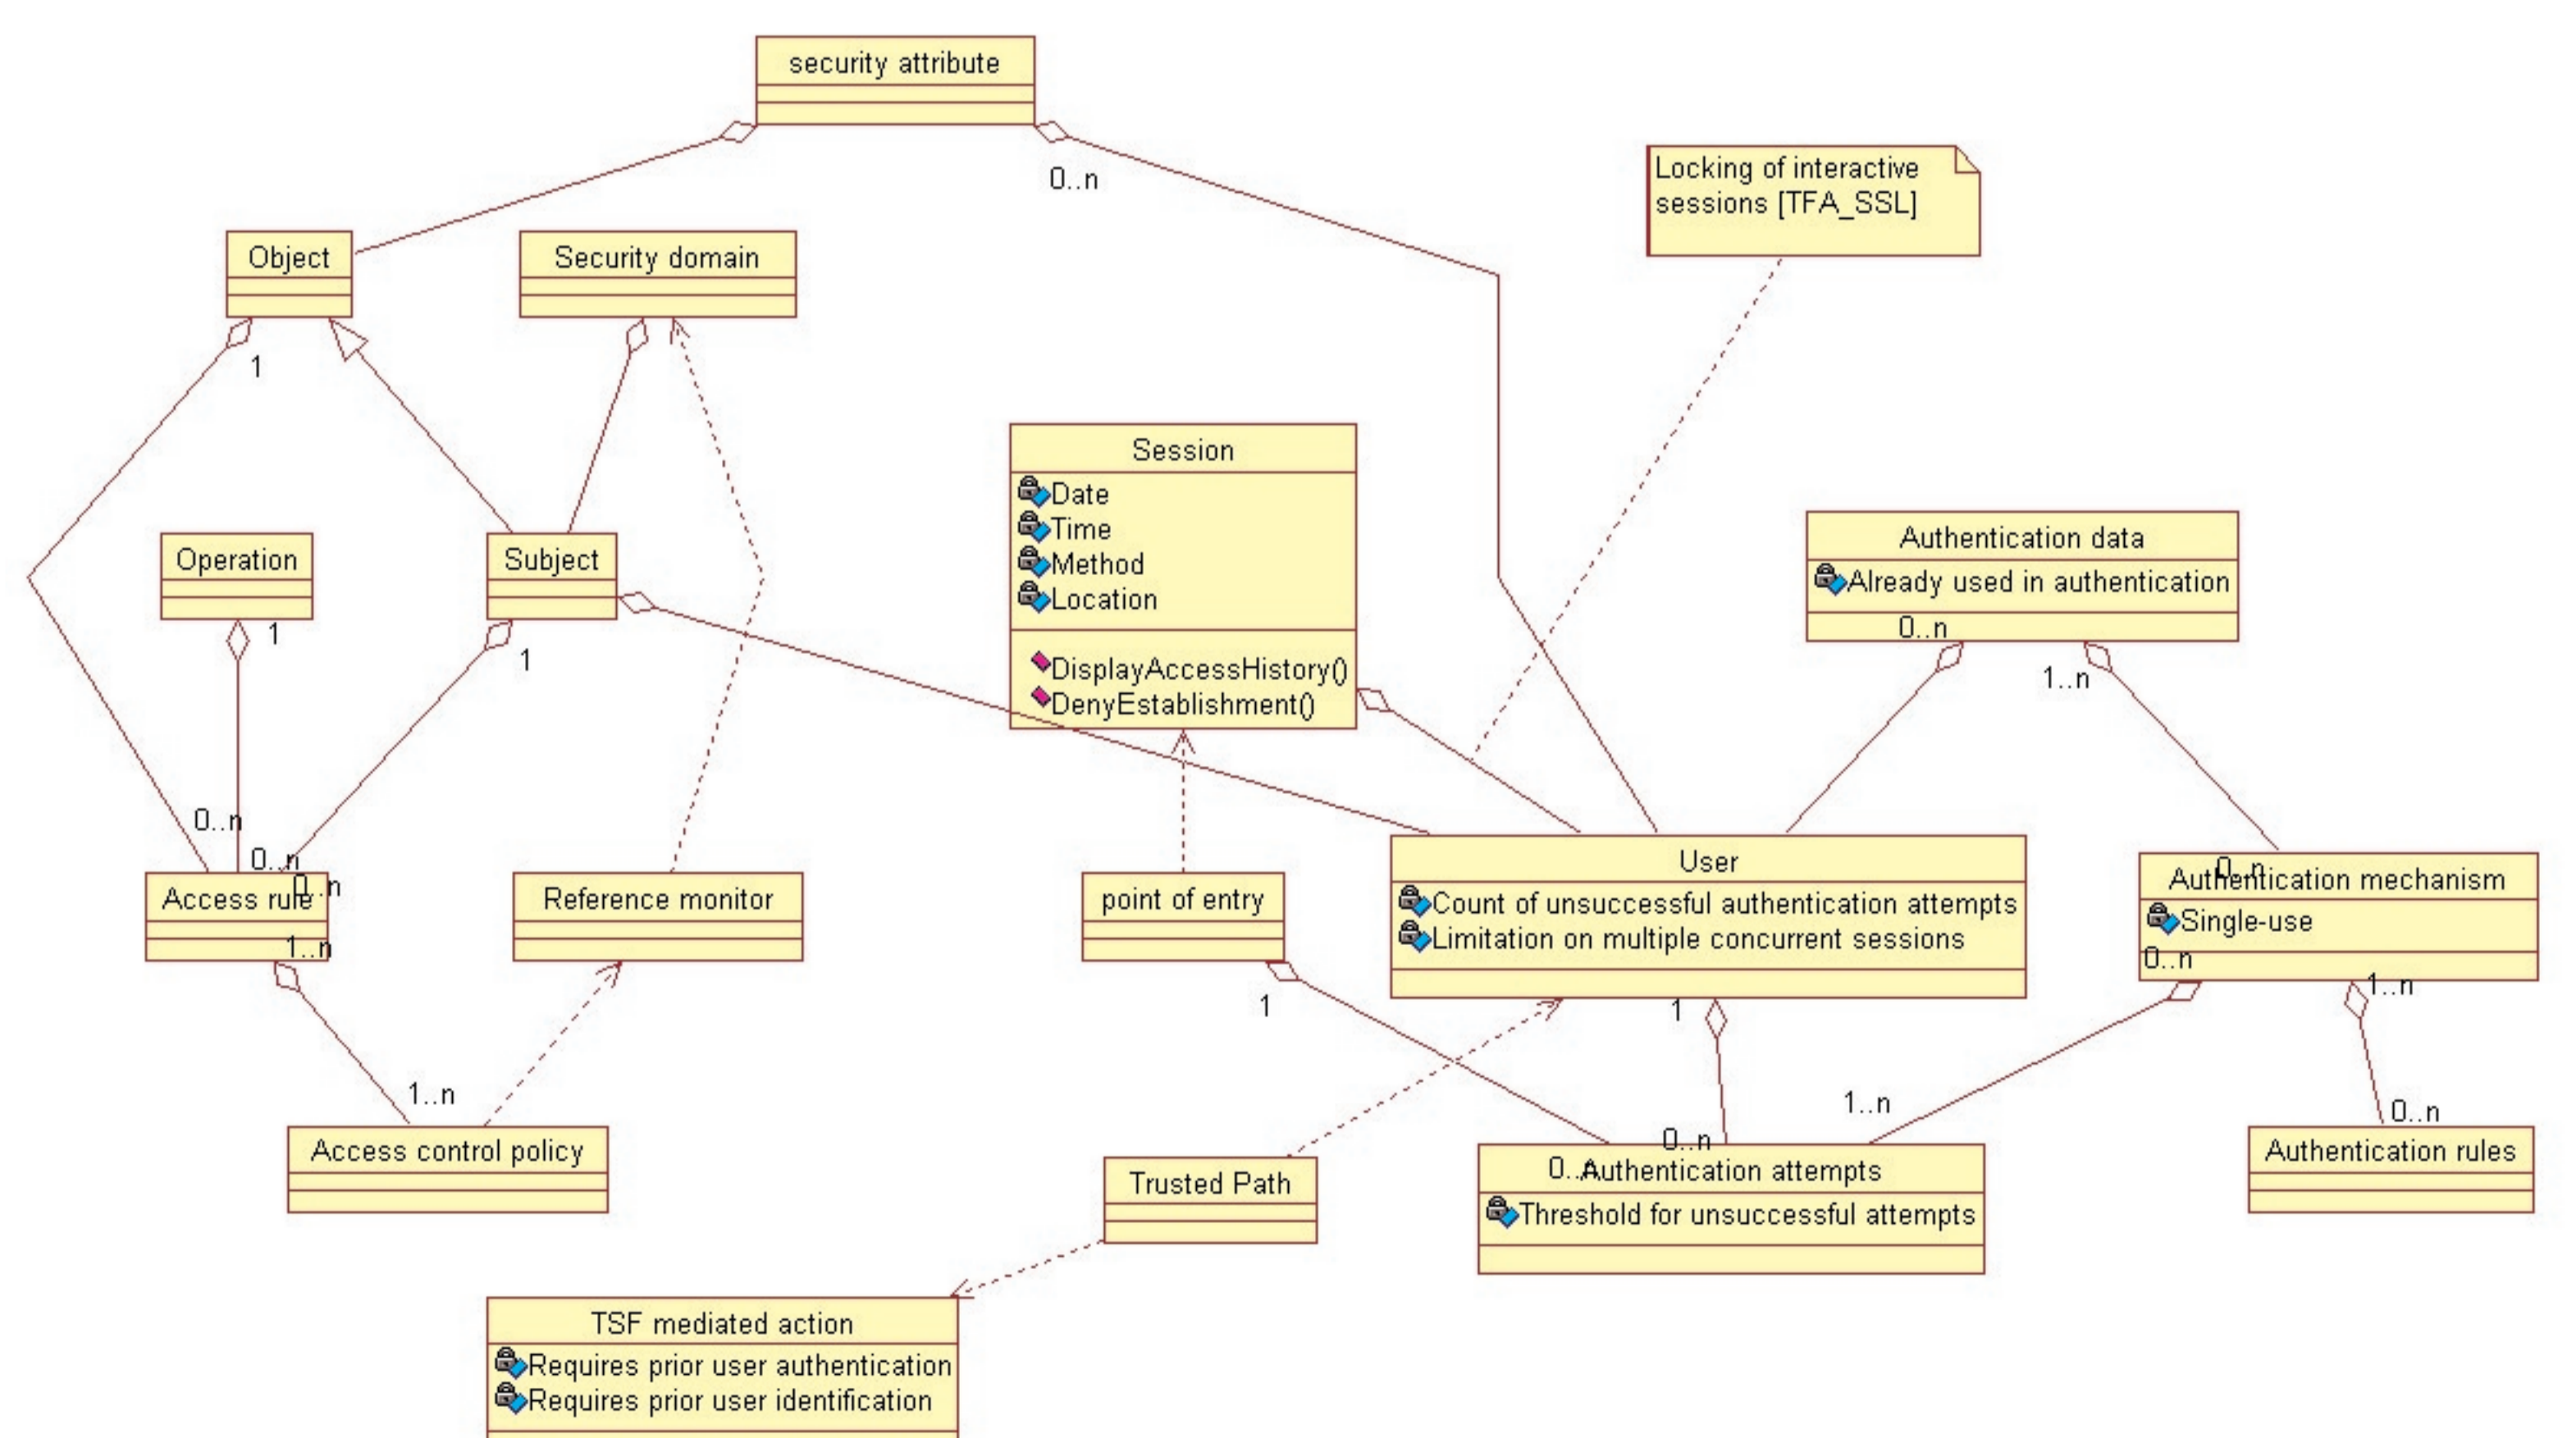 security attribute
0..n
Locking of interactive
sessions [TFA_SSL]
Object
1
Security domain
Session
Date
Time
Method
Location
DisplayAccessHistory()
DenyEstablishment()
Operation
1
Subject
1
Authentication data
Already used in authentication
0..n
1..n
0..n
0..n
0..n
Access rule
1..n
Reference monitor
point of entry
1
User
Count of unsuccessful authentication attempts
Limitation on multiple concurrent sessions
1
0..n
Authentication mechanism
Single-use
0..n
1..n
1..n
Access control policy
Trusted Path
0..n
1..n
0..n
Authentication attempts
Threshold for unsuccessful attempts
0..n
Authentication rules
TSF mediated action
Requires prior user authentication
Requires prior user identification